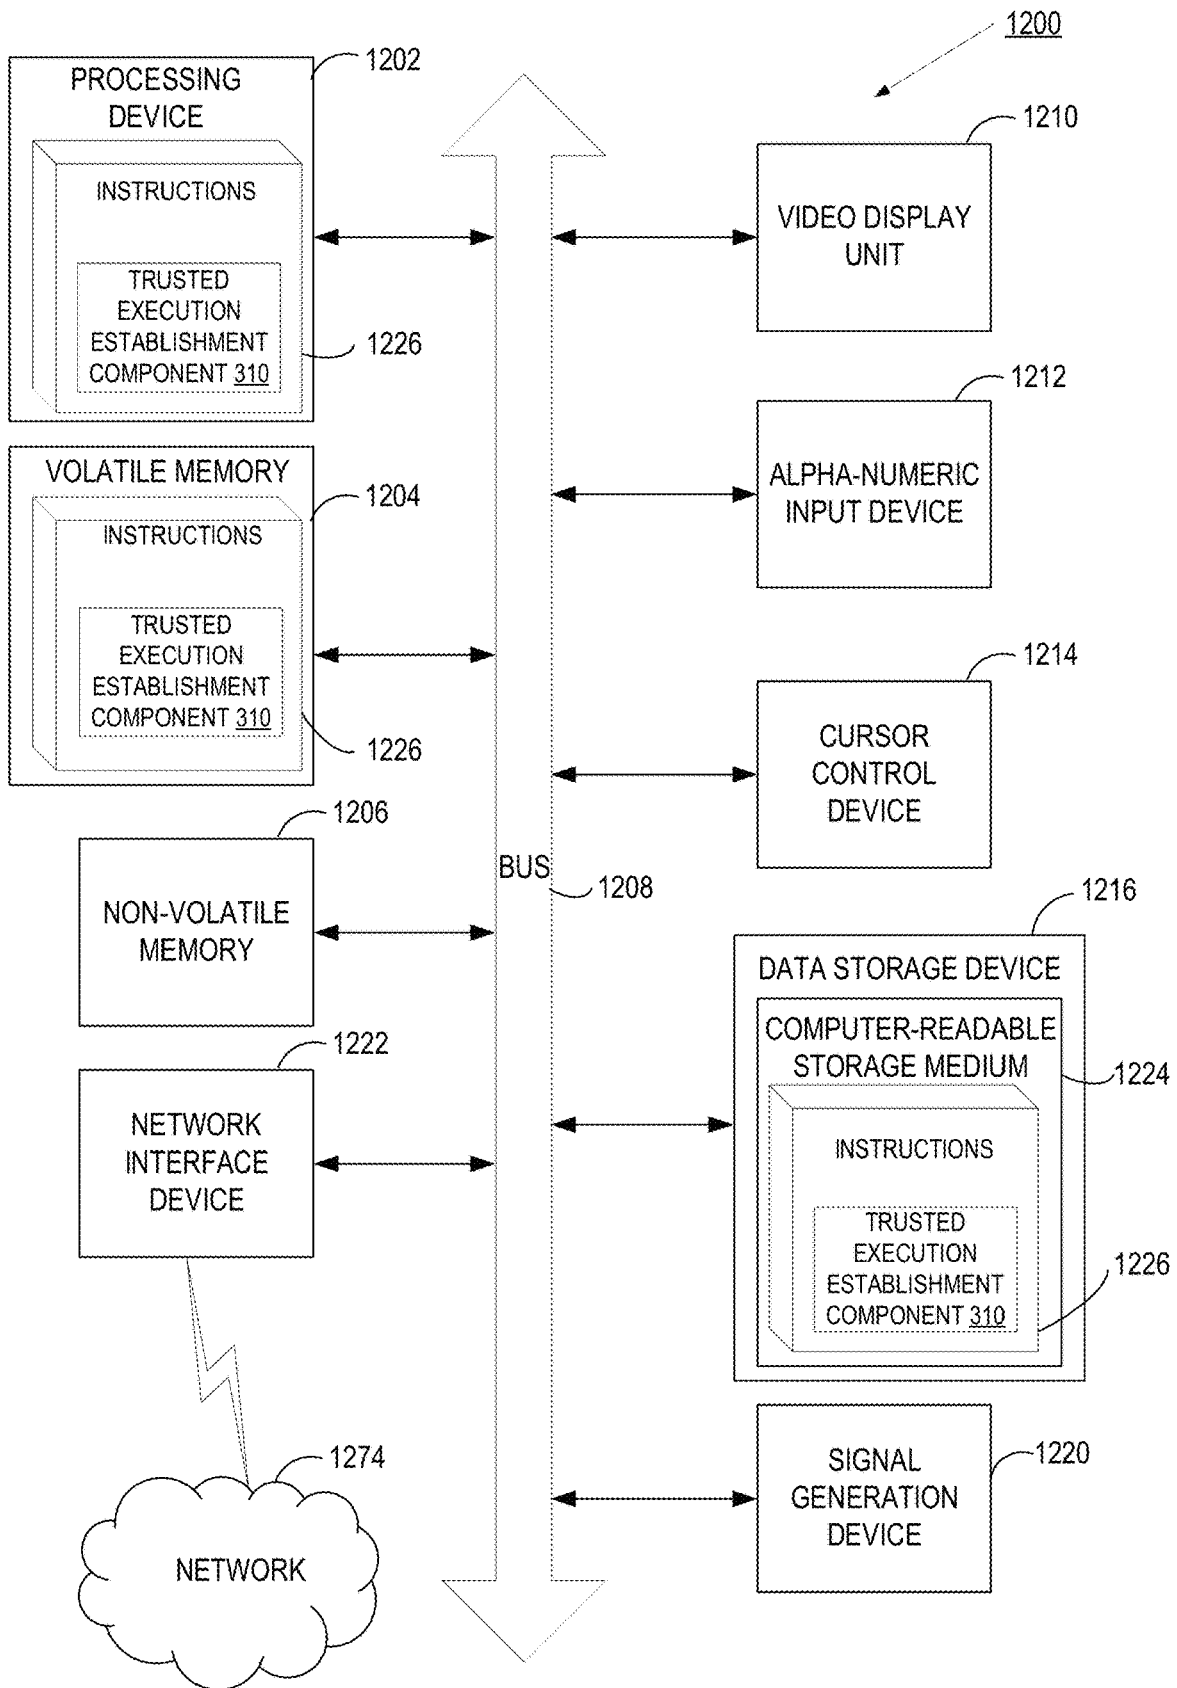 1200
1202
PROCESSING
DEVICE
INSTRUCTIONS
TRUSTED
EXECUTION
ESTABLISHMENT
COMPONENT 310
1226
VOLATILE MEMORY
1204
INSTRUCTIONS
TRUSTED
EXECUTION
ESTABLISHMENT
COMPONENT 310
1226
1206
NON-VOLATILE
MEMORY
1222
NETWORK
INTERFACE
DEVICE
1274
NETWORK
BUS
1208
1210
VIDEO DISPLAY
UNIT
1212
ALPHA-NUMERIC
INPUT DEVICE
1214
CURSOR
CONTROL
DEVICE
1216
DATA STORAGE DEVICE
COMPUTER-READABLE
STORAGE MEDIUM
1224
INSTRUCTIONS
TRUSTED
EXECUTION
ESTABLISHMENT
COMPONENT 310
1226
SIGNAL
GENERATION
DEVICE
1220